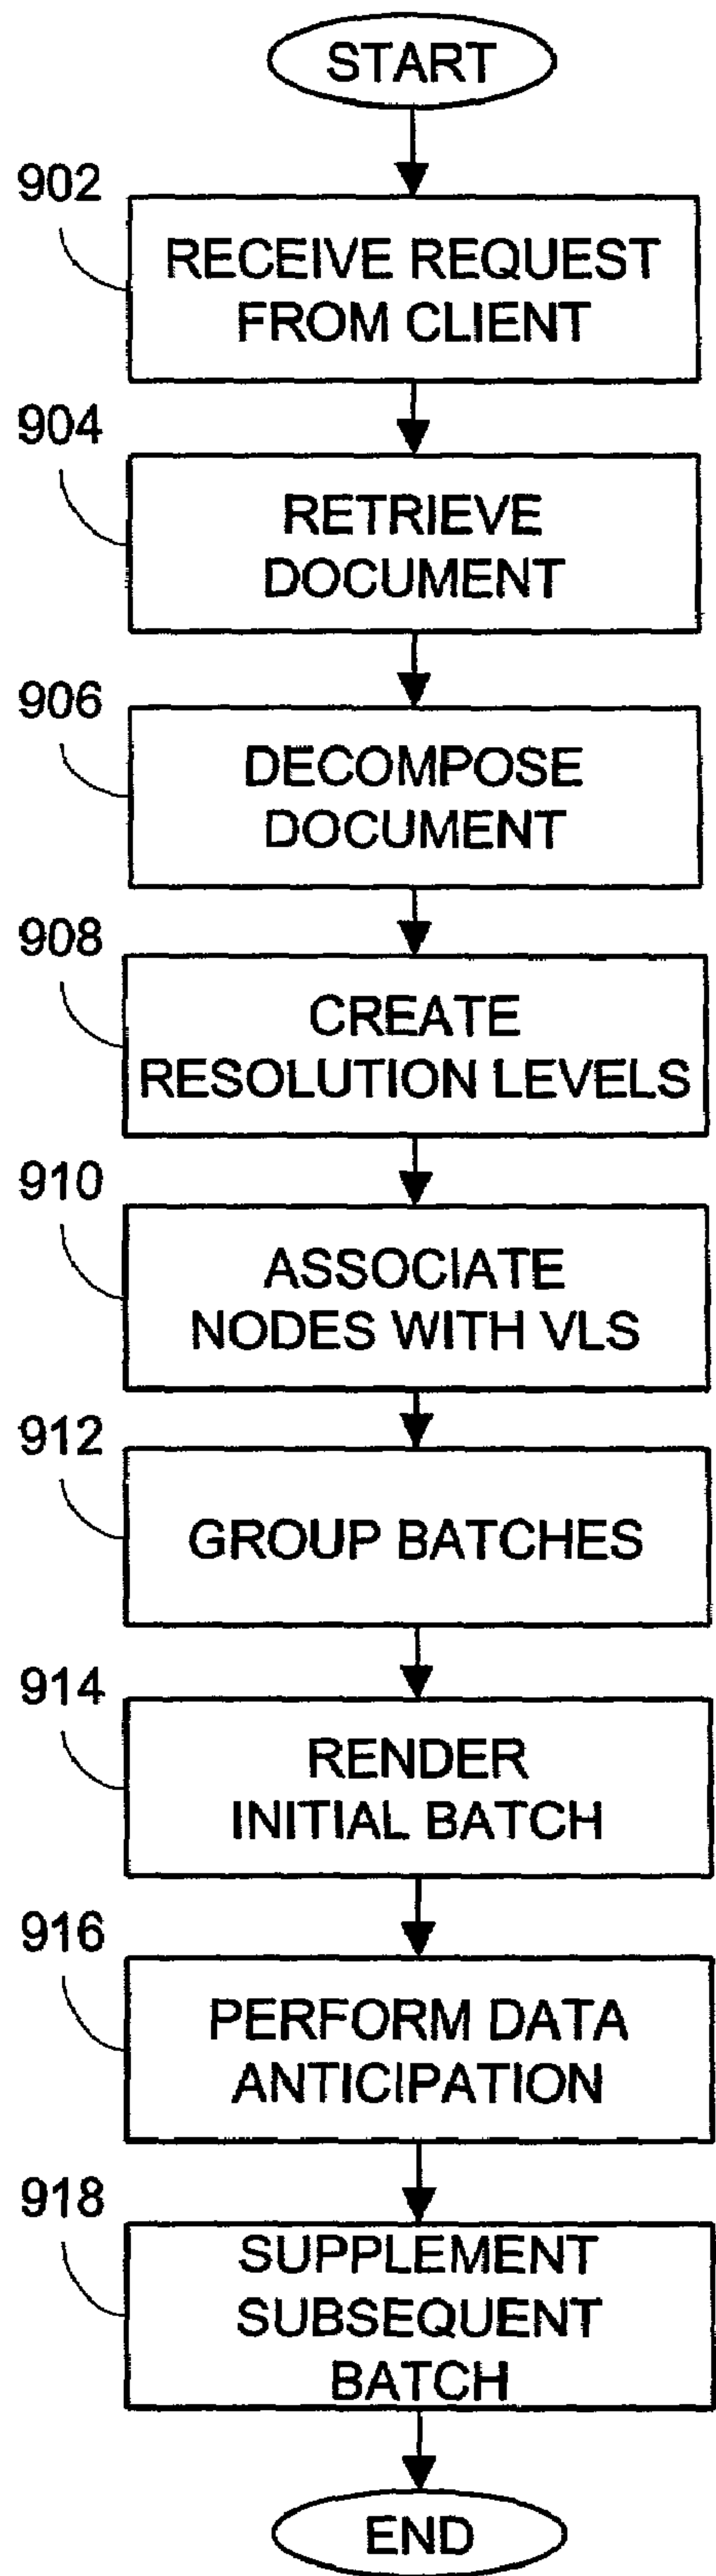 START
902
RECEIVE REQUEST
FROM CLIENT
904
RETRIEVE
DOCUMENT
906
DECOMPOSE
DOCUMENT
908
CREATE
RESOLUTION LEVELS
910
ASSOCIATE
NODES WITH VLS
912
GROUP BATCHES
914
RENDER
INITIAL BATCH
916
PERFORM DATA
ANTICIPATION
918
SUPPLEMENT
SUBSEQUENT
BATCH
END